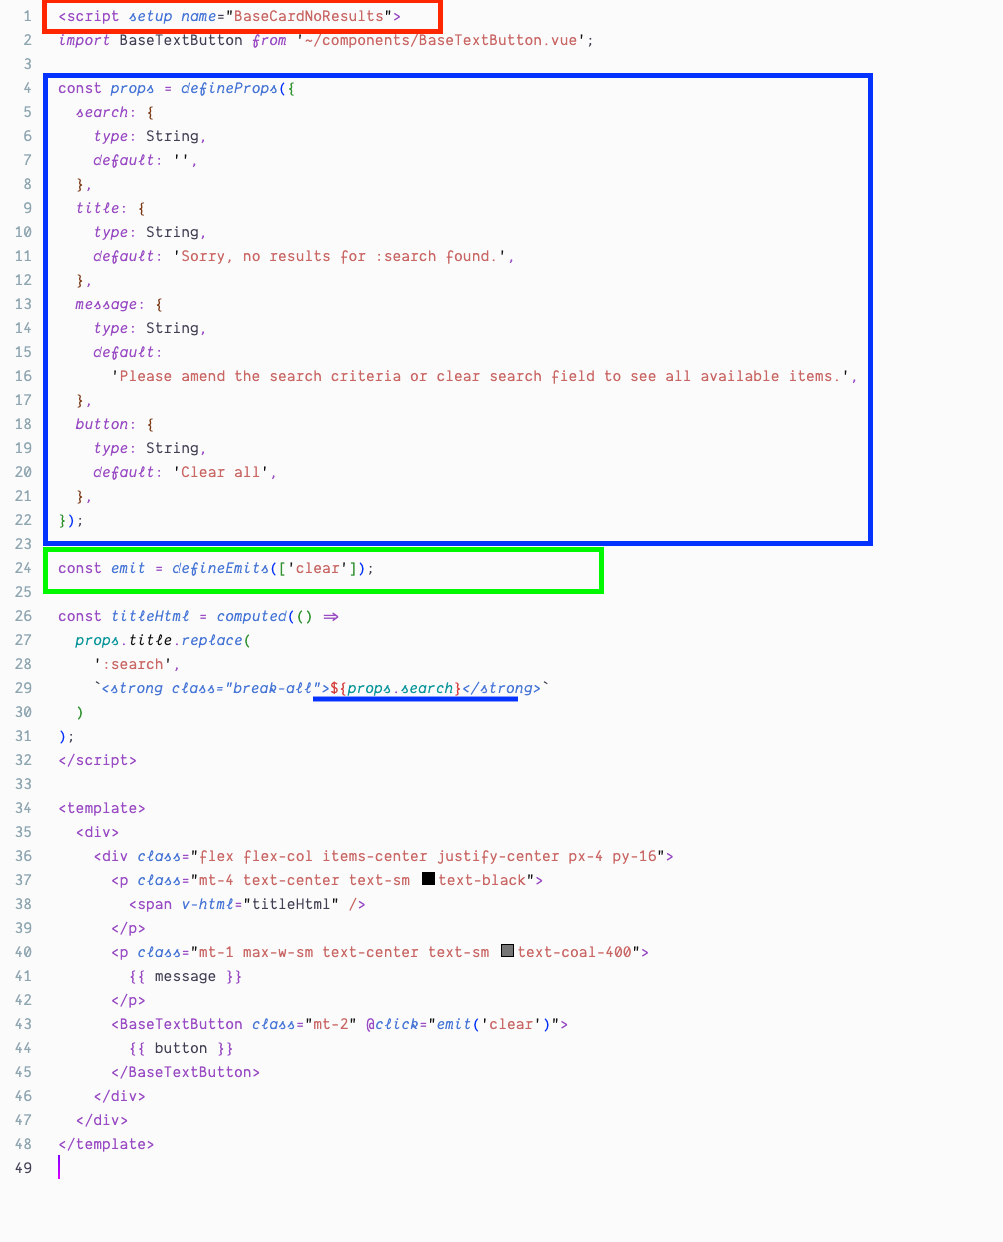 1 <script setup name="BaseCardNoResults">
2 import BaseTextButton from '~/components/BaseTextButton.vue';
3
4 const props = defineProps({
5   search: {
6     type: String,
7     default: '',
8   },
9   title: {
10     type: String,
11     default: 'Sorry, no results for :search found.',
12   },
13   message: {
14     type: String,
15     default:
16       'Please amend the search criteria or clear search field to see all available items.',
17   },
18   button: {
19     type: String,
20     default: 'Clear all',
21   },
22 });
23
24 const emit = defineEmits(['clear']);
25
26 const titleHtml = computed(() =>
27   props.title.replace(
28     ':search',
29     `<strong class="break-all">${props.search}</strong>`
30   )
31 );
32 </script>
33
34 <template>
35   <div>
36     <div class="flex flex-col items-center justify-center px-4 py-16">
37       <p class="mt-4 text-center text-sm text-black">
38         <span v-html="titleHtml" />
39       </p>
40       <p class="mt-1 max-w-sm text-center text-sm text-coal-400">
41         {{ message }}
42       </p>
43       <BaseTextButton class="mt-2" @click="emit('clear')">
44         {{ button }}
45       </BaseTextButton>
46     </div>
47   </div>
48 </template>
49